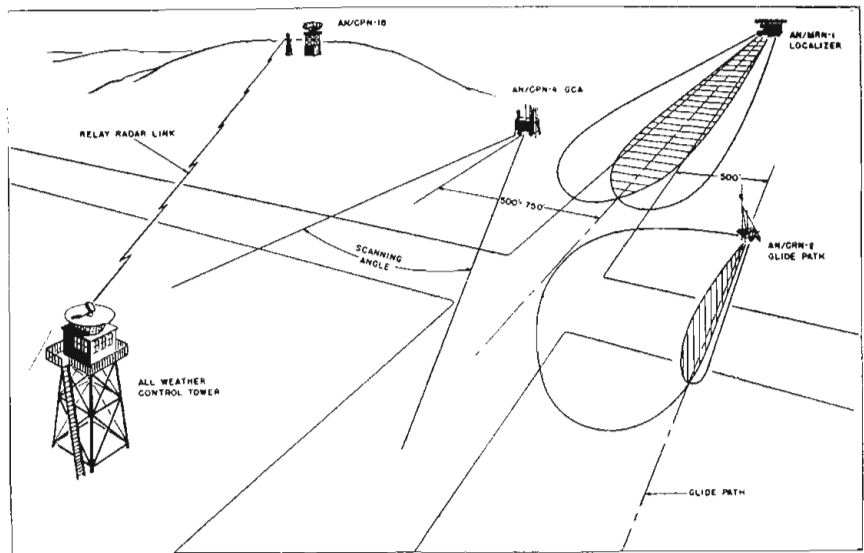 AN/CPN-18
AN/MRN-1
LOCALIZER
AN/CPN-4 GCA
RELAY RADAR LINK
500'
500'-750'
SCANNING
ANGLE
AN/CRN-2
GLIDE PATH
ALL WEATHER
CONTROL TOWER
GLIDE PATH